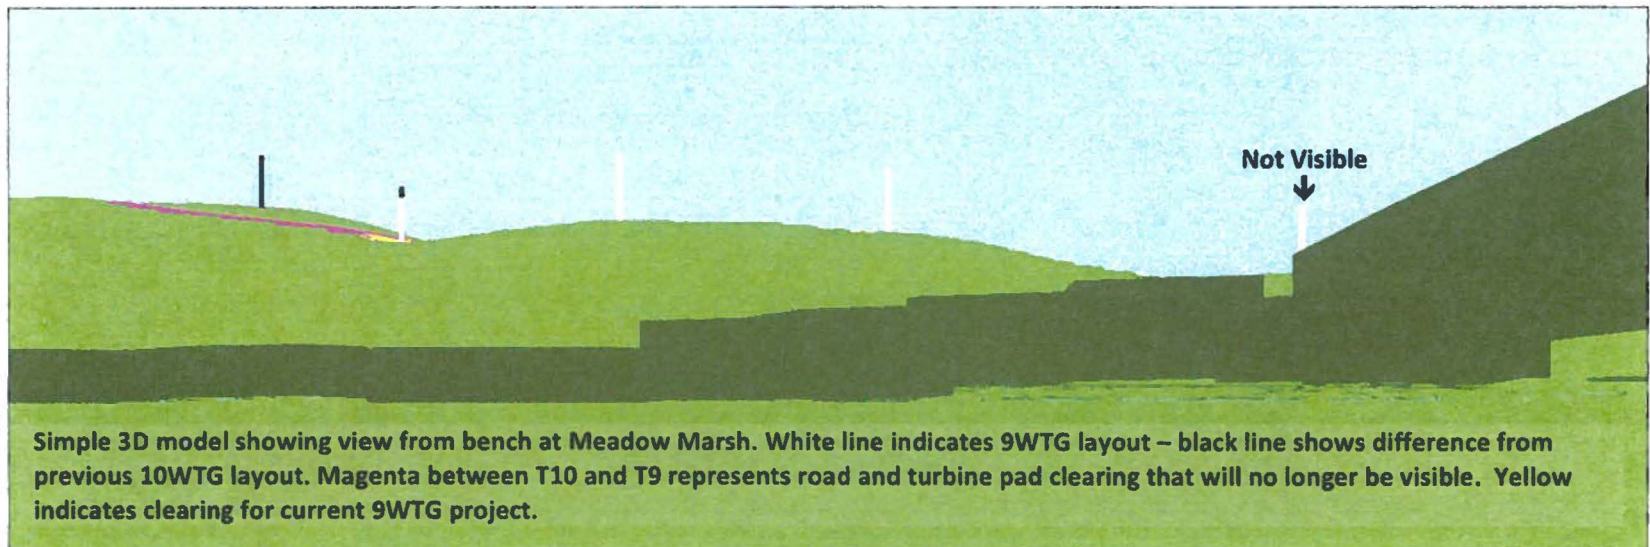 Not Visible
Simple 3D model showing view from bench at Meadow Marsh. White line indicates 9WTG layout – black line shows difference from
previous 10WTG layout. Magenta between T10 and T9 represents road and turbine pad clearing that will no longer be visible.  Yellow
indicates clearing for current 9WTG project.